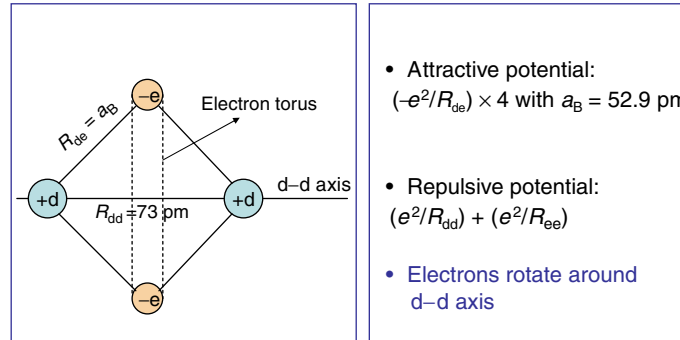 −e
R_de = a_B
Electron torus
+d
+d
d–d axis
R_dd =73 pm
−e
• Attractive potential:
(−e²/R_de) × 4 with a_B = 52.9 pm
• Repulsive potential:
(e²/R_dd) + (e²/R_ee)
• Electrons rotate around
d–d axis